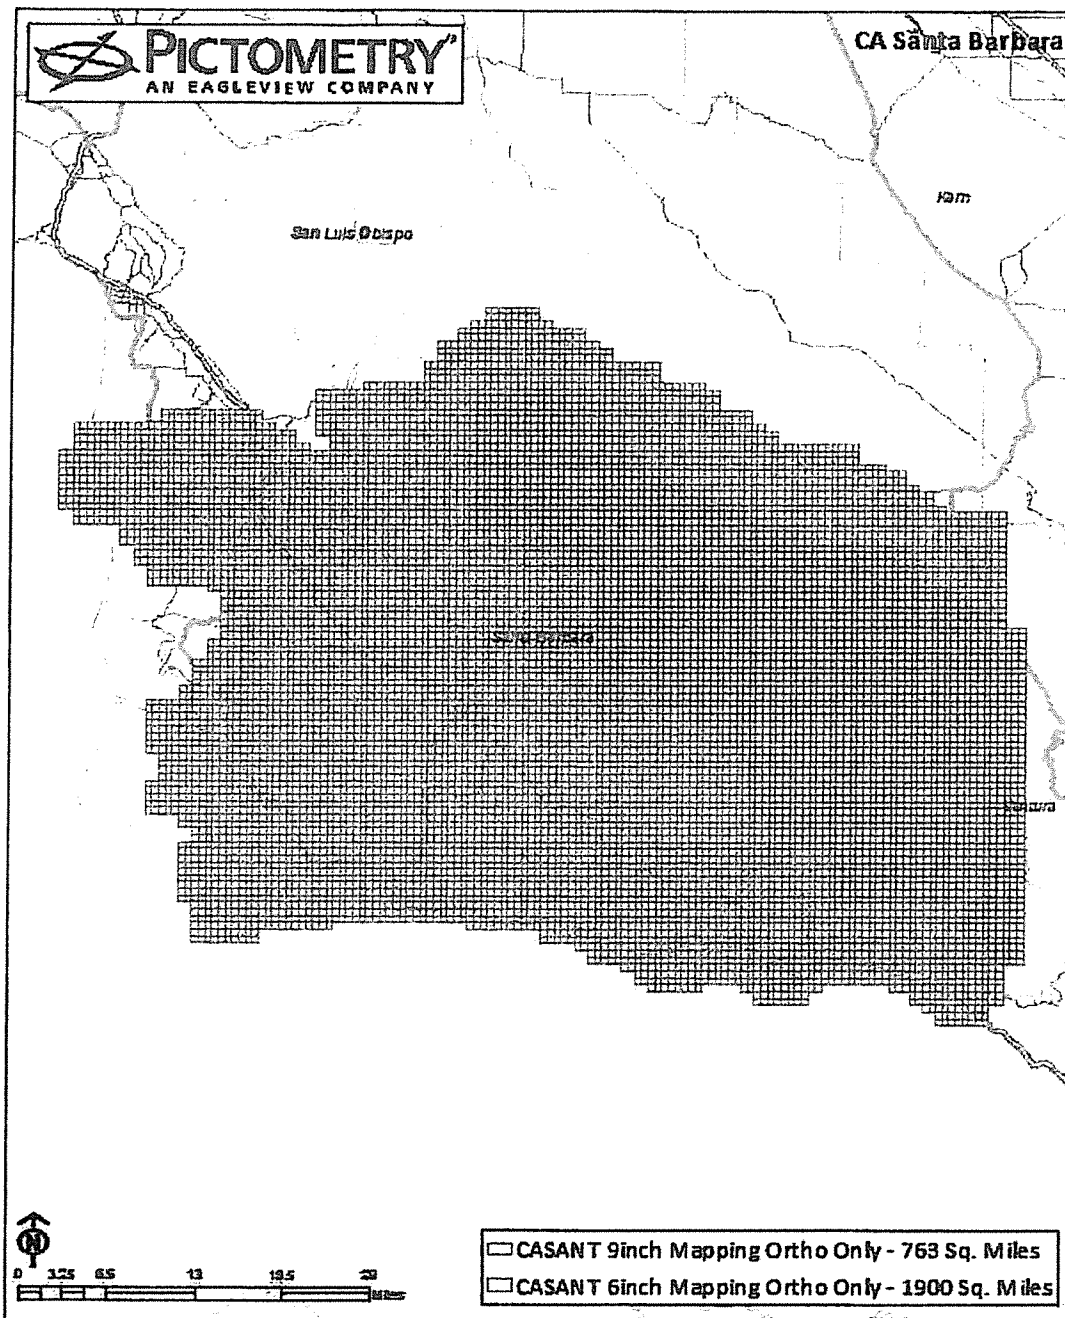 PICTOMETRY
AN EAGLEVIEW COMPANY
CA Santa Barbara
Kern
San Luis Obispo
Santa Barbara
Ventura
N
0 3.25 6.5 13 19.5 26
Miles
CASANT 9inch Mapping Ortho Only - 763 Sq. Miles
CASANT 6inch Mapping Ortho Only - 1900 Sq. Miles